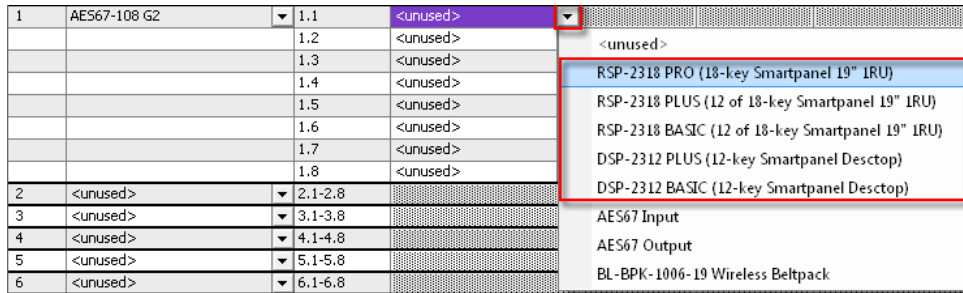 1 AES67-108 G2 1.1 <unused>
1.2 <unused>
1.3 <unused>
1.4 <unused>
1.5 <unused>
1.6 <unused>
1.7 <unused>
1.8 <unused>
2 <unused> 2.1-2.8
3 <unused> 3.1-3.8
4 <unused> 4.1-4.8
5 <unused> 5.1-5.8
6 <unused> 6.1-6.8
<unused>
RSP-2318 PRO (18-key Smartpanel 19" 1RU)
RSP-2318 PLUS (12 of 18-key Smartpanel 19" 1RU)
RSP-2318 BASIC (12 of 18-key Smartpanel 19" 1RU)
DSP-2312 PLUS (12-key Smartpanel Desctop)
DSP-2312 BASIC (12-key Smartpanel Desctop)
AES67 Input
AES67 Output
BL-BPK-1006-19 Wireless Beltpack